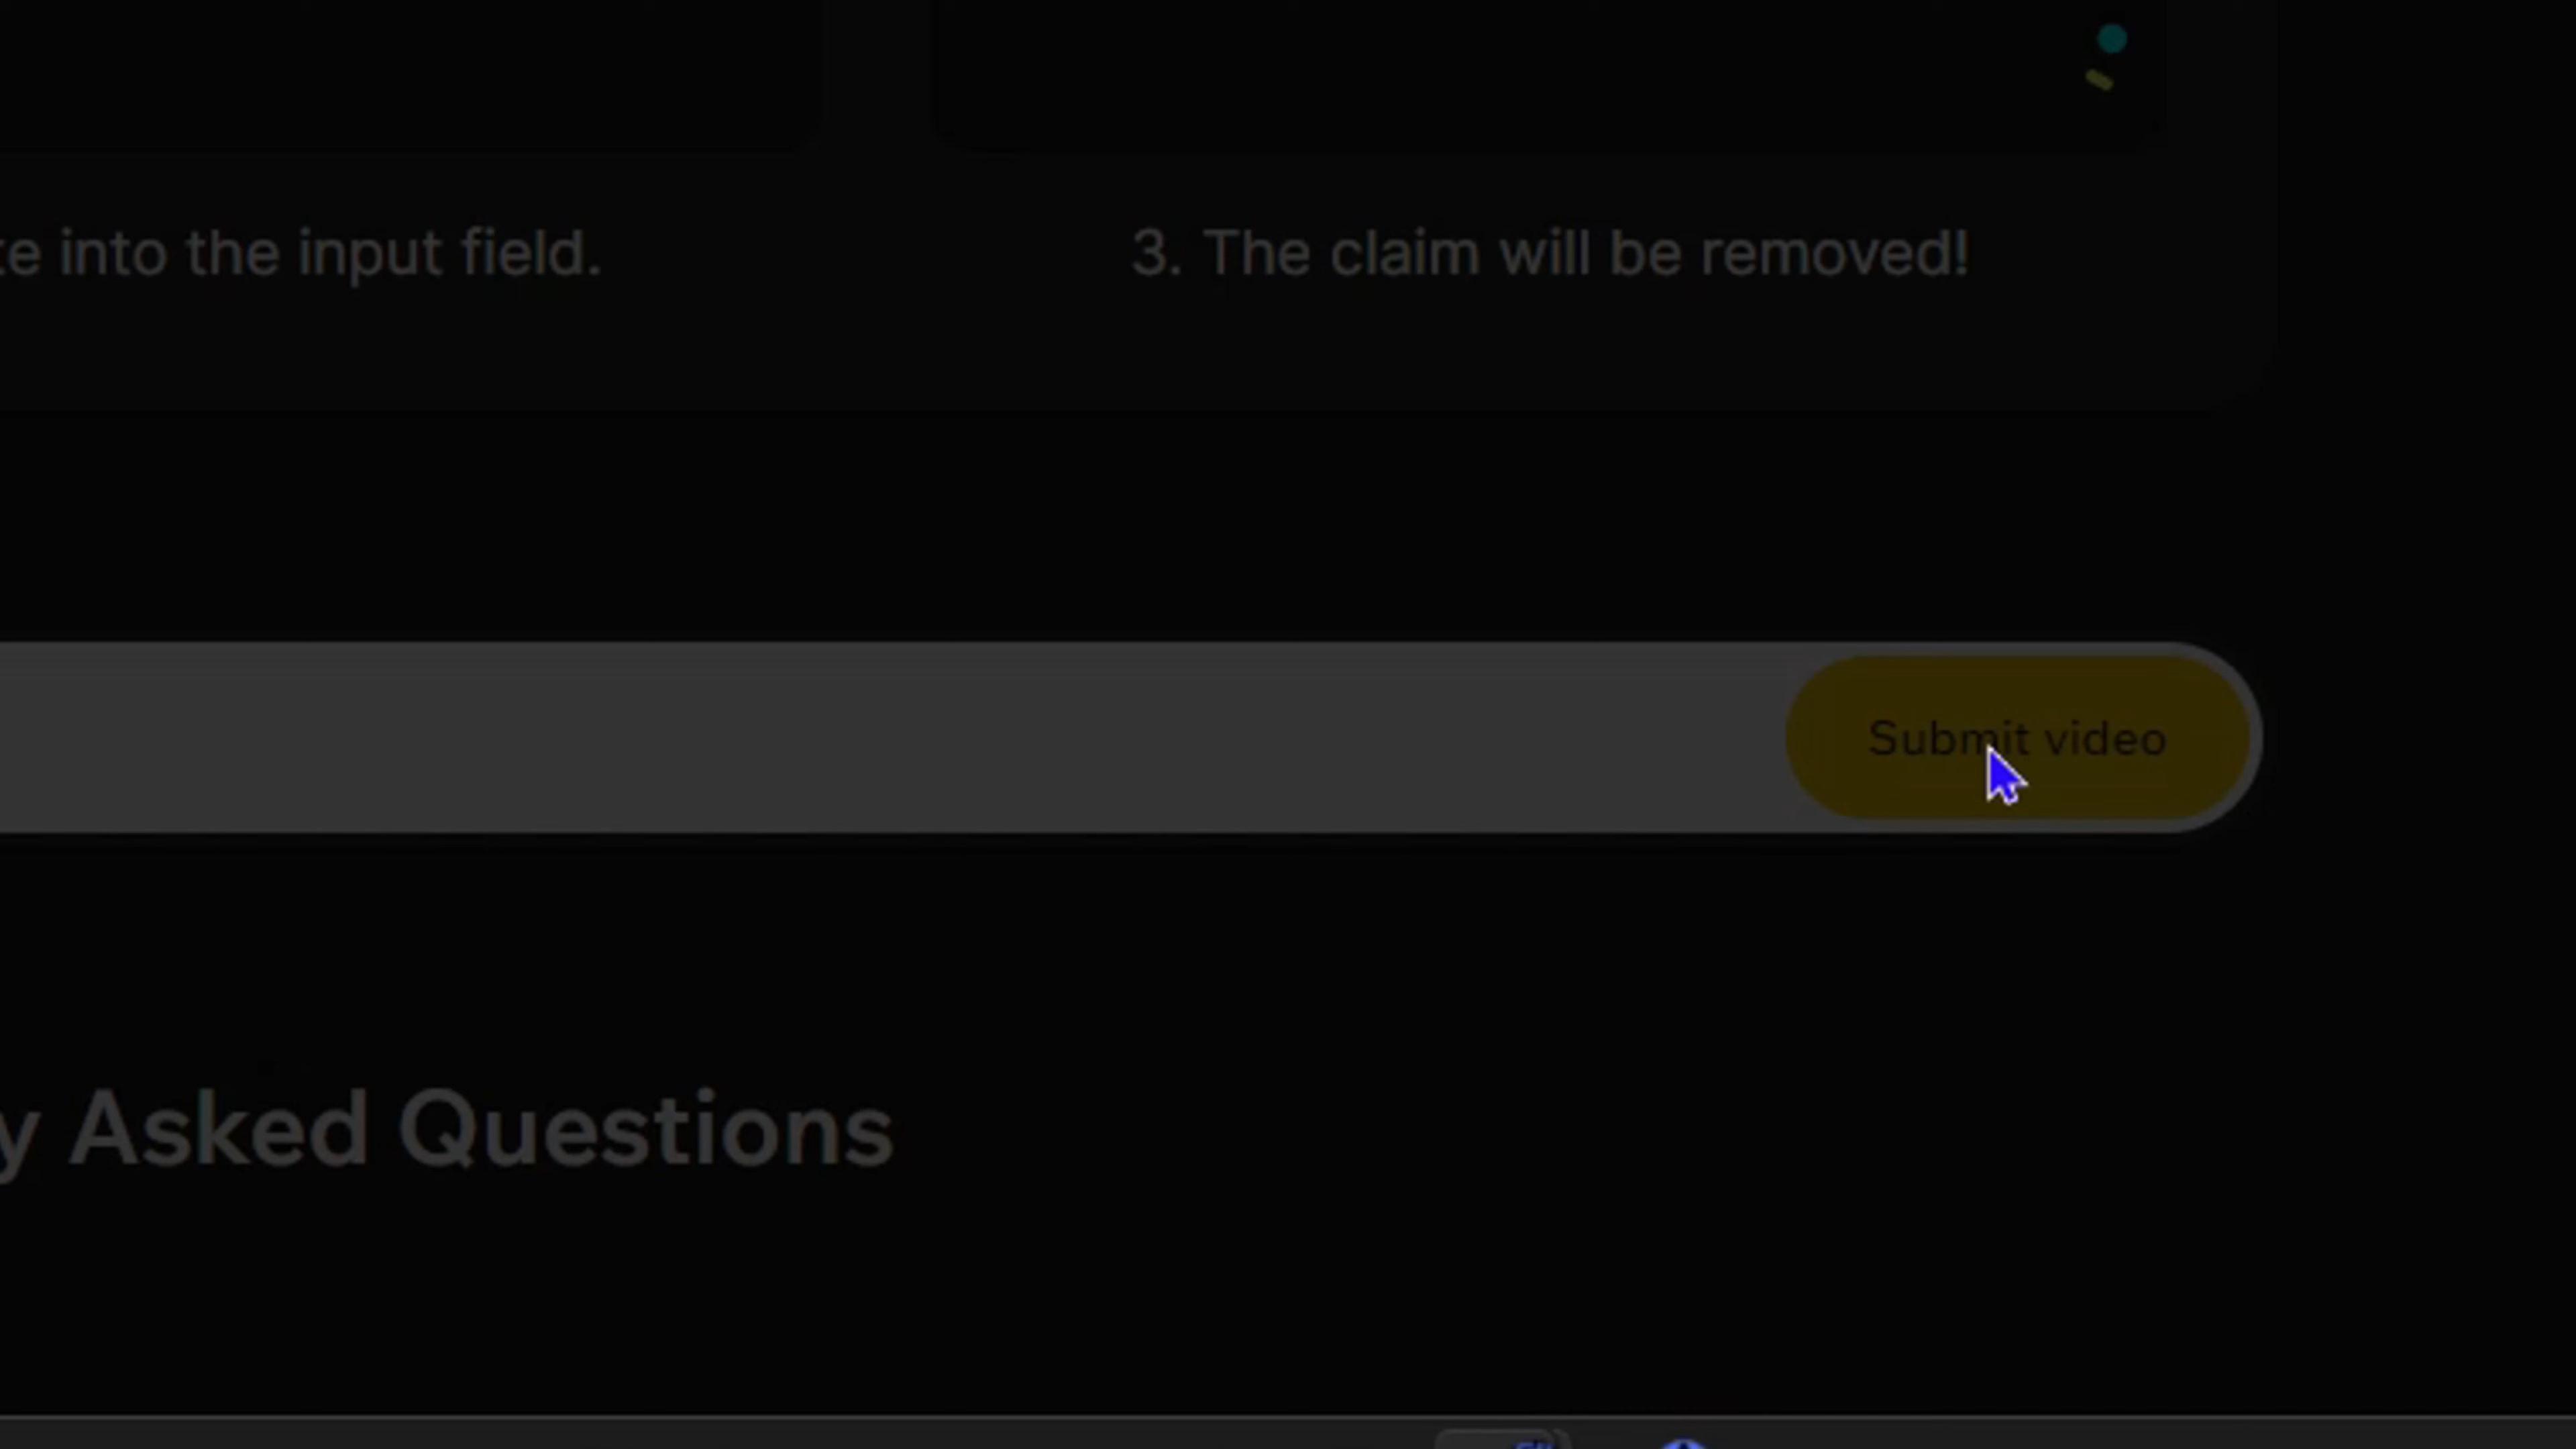 into the input field.
3. The claim will be removed!
Submit video
Asked Questions